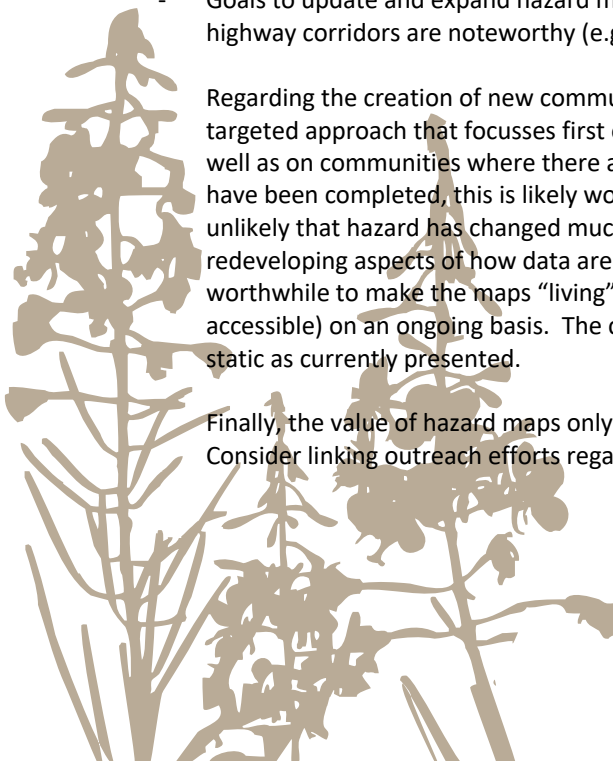 - Goals to update and expand hazard m
highway corridors are noteworthy (e.g
Regarding the creation of new commu
targeted approach that focusses first
well as on communities where there a
have been completed, this is likely wo
unlikely that hazard has changed muc
redeveloping aspects of how data are
worthwhile to make the maps “living”
accessible) on an ongoing basis. The
static as currently presented.
Finally, the value of hazard maps only
Consider linking outreach efforts rega